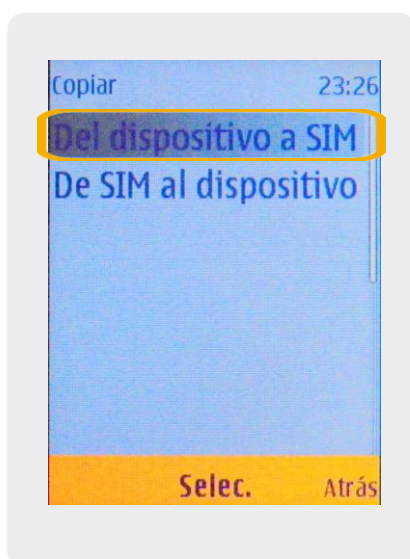 Copiar 23:26
Del dispositivo a SIM
De SIM al dispositivo
Selec. Atrás